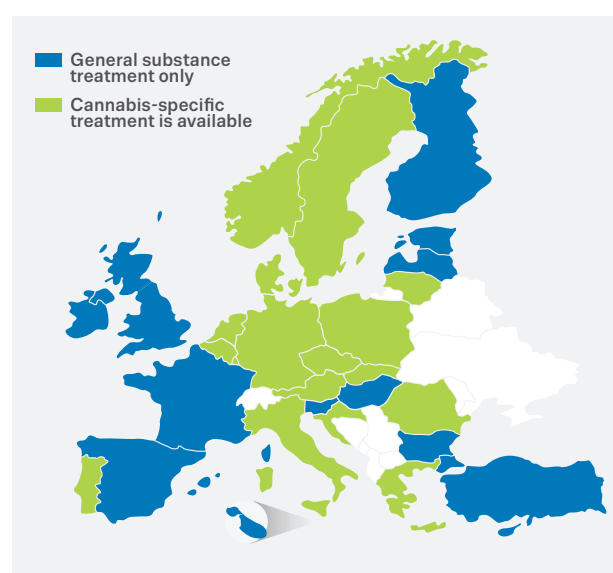 General substance
treatment only
Cannabis-specific
treatment is available